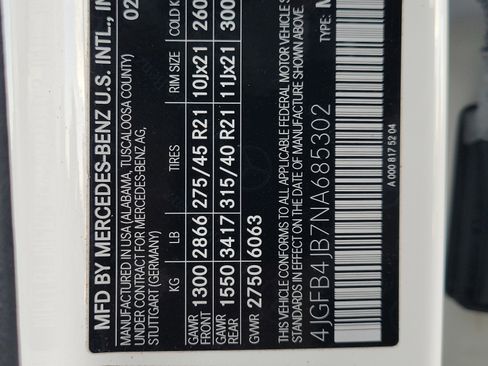 MFD BY MERCEDES-BENZ U.S. INTL., IN
MANUFACTURED IN USA (ALABAMA, TUSCALOOSA COUNTY)
UNDER CONTRACT FOR MERCEDES-BENZ AG,
STUTTGART (GERMANY)
02
KG LB TIRES RIM SIZE COLD K
GAWR FRONT 1300 2866 275/45 R21 10Jx21 260
GAWR REAR 1550 3417 315/40 R21 11Jx21 300
GVWR 2750 6063
THIS VEHICLE CONFORMS TO ALL APPLICABLE FEDERAL MOTOR VEHICLE S
IN EFFECT ON THE DATE OF MANUFACTURE SHOWN ABOVE.
4JGFB4JB7NA685302
TYPE: M
A 000 817 52 04